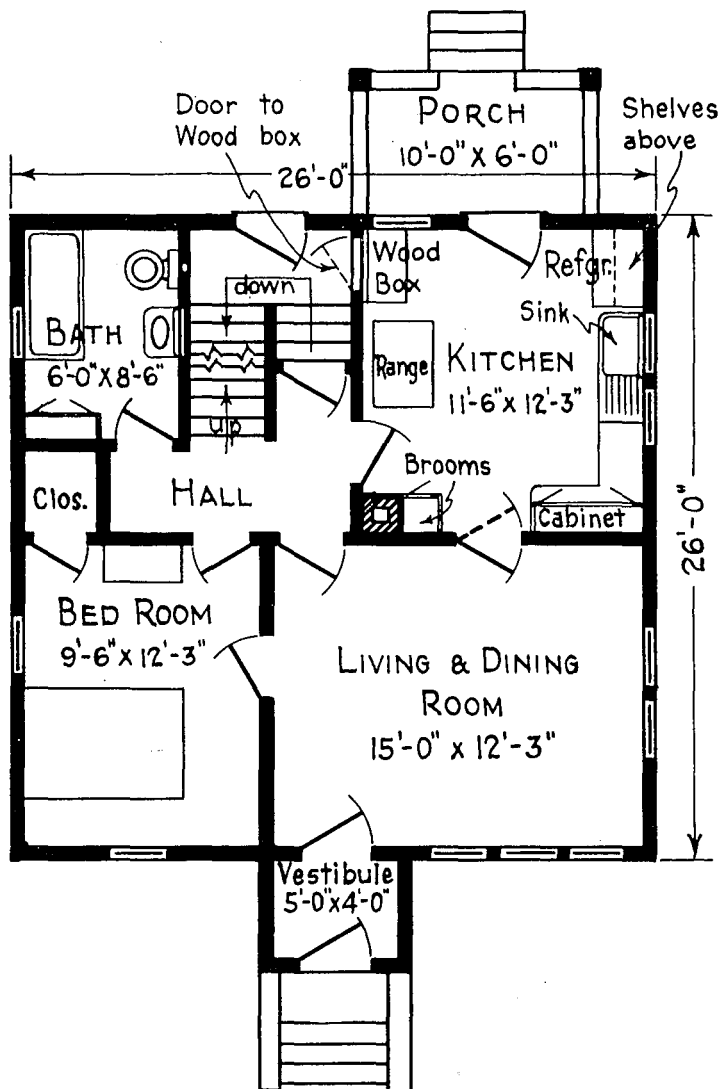 Door to
Wood box
PORCH
10'-0" X 6'-0"
Shelves
above
26'-0"
Wood
Box
Refgr.
down
Sink
BATH
6'-0" X 8'-6"
Range
KITCHEN
11'-6" x 12'-3"
up
Brooms
Clos.
HALL
Cabinet
26'-0"
BED ROOM
9'-6" x 12'-3"
LIVING & DINING
ROOM
15'-0" x 12'-3"
Vestibule
5'-0"x4'-0"